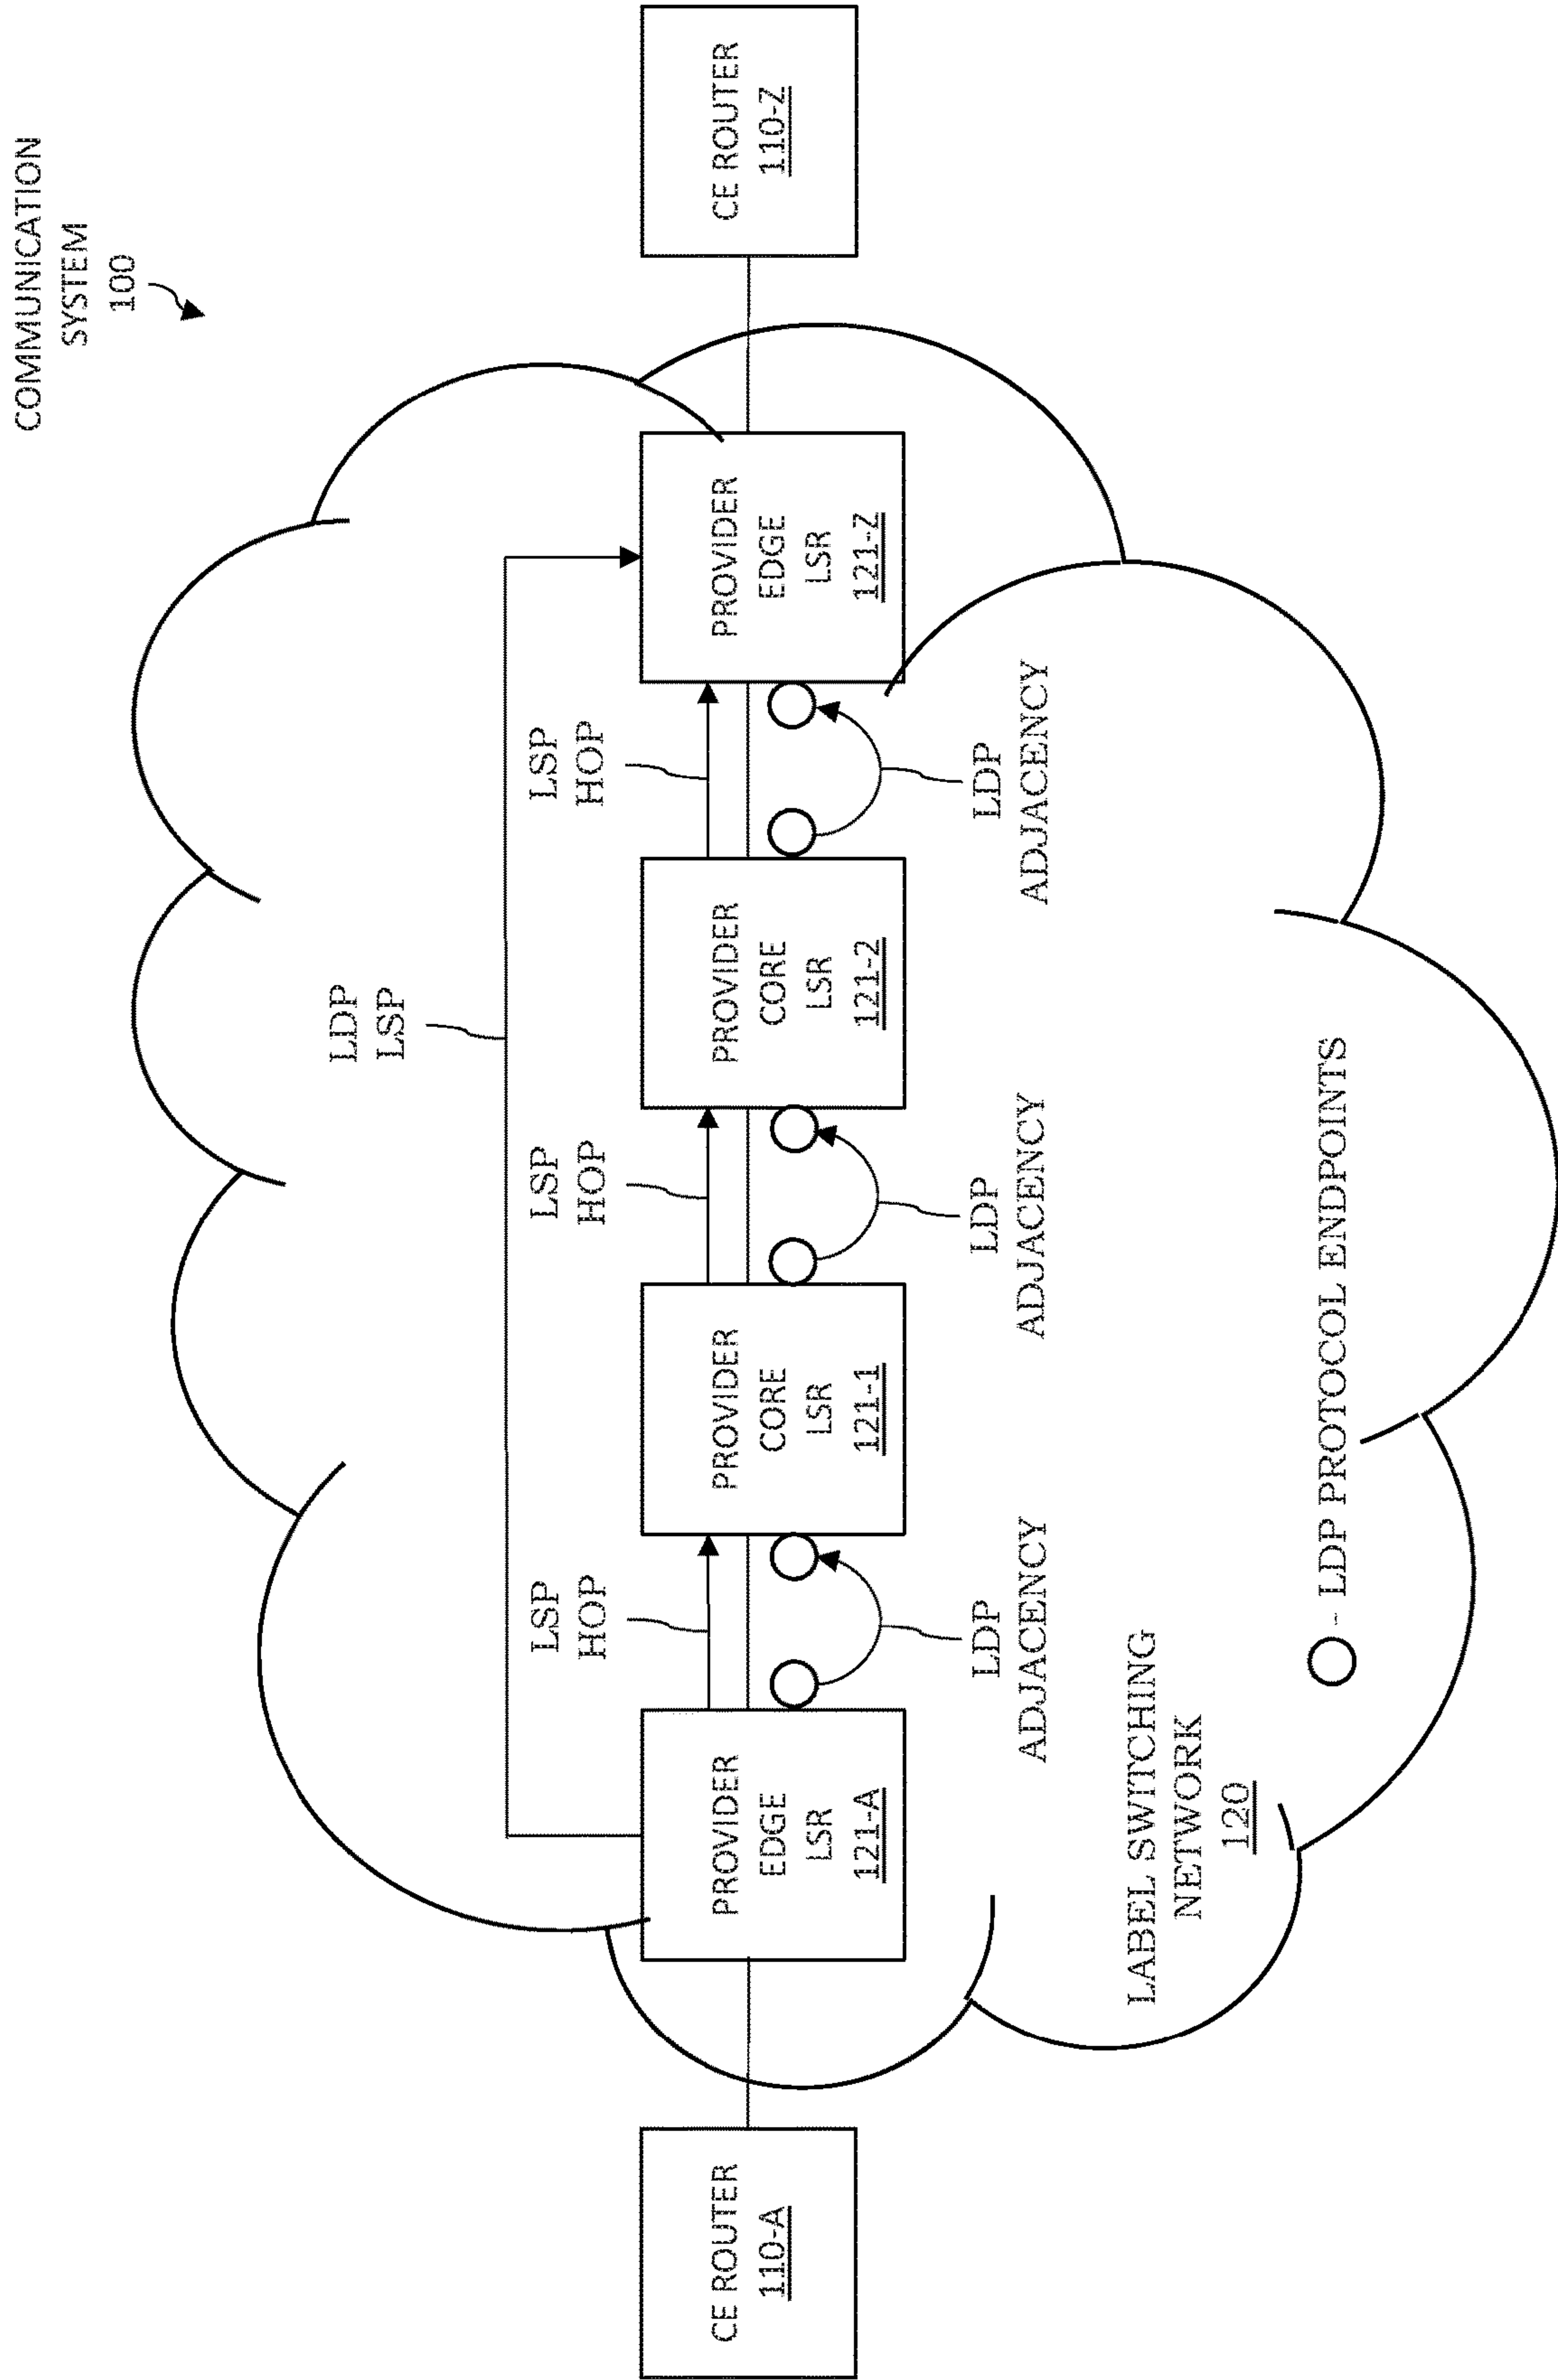 COMMUNICATION
SYSTEM
100
LDP
LSP
LSP
HOP
LSP
HOP
LSP
HOP
CE ROUTER
110-A
PROVIDER
EDGE
LSR
121-A
PROVIDER
CORE
LSR
121-1
PROVIDER
CORE
LSR
121-2
PROVIDER
EDGE
LSR
121-Z
CE ROUTER
110-Z
LDP
ADJACENCY
LDP
ADJACENCY
LDP
ADJACENCY
LABEL SWITCHING
NETWORK
120
- LDP PROTOCOL ENDPOINTS